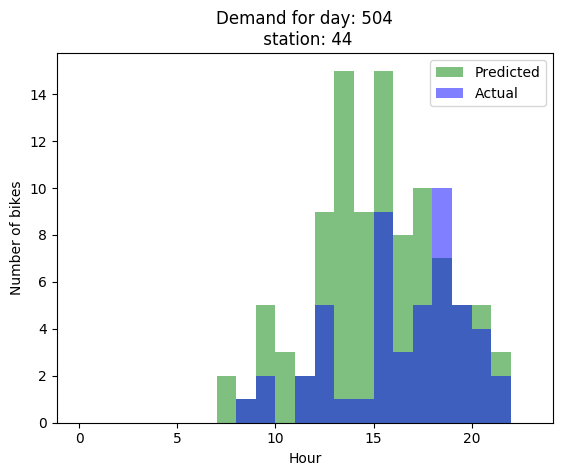 Demand for day: 504
station: 44
Predicted
Actual
Number of bikes
14
12
10
8
6
4
2
0
0 5 10 15 20
Hour